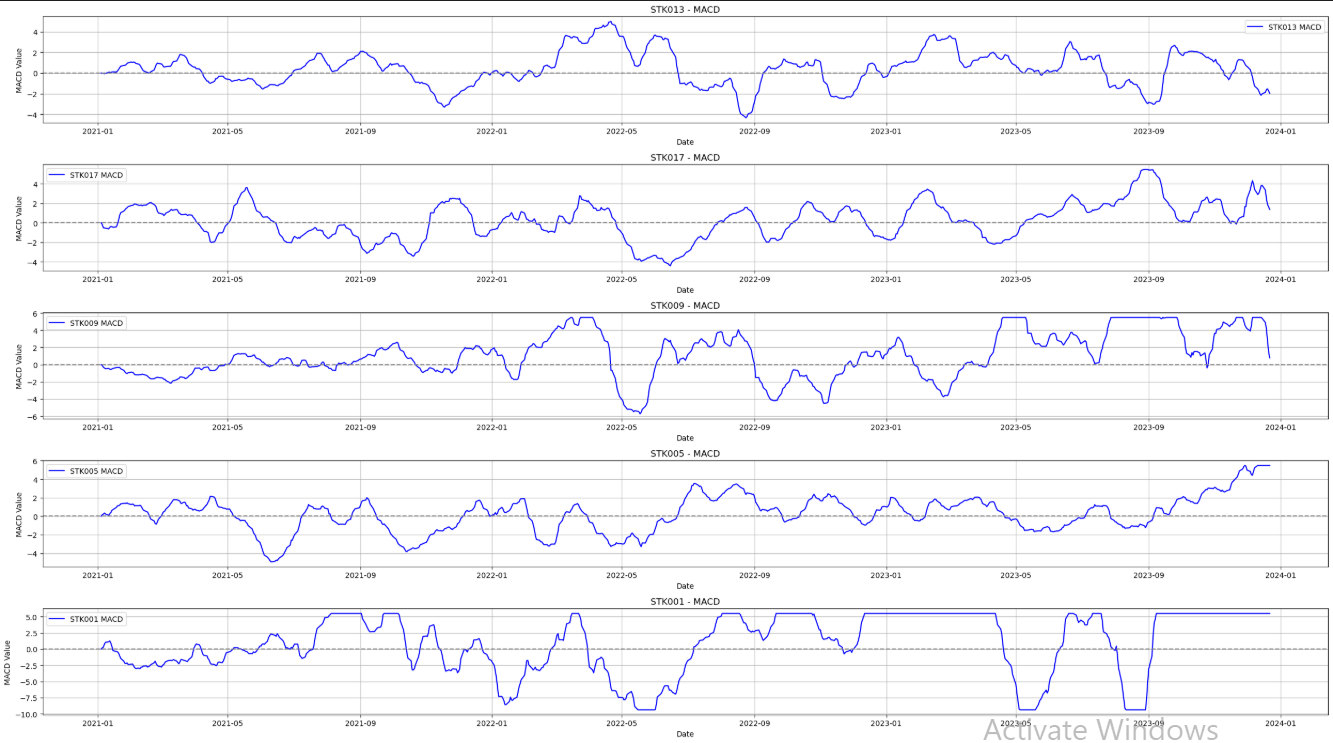 STK013 - MACD
STK013 MACD
4
2
0
−2
−4
MACD Value
2021-01 2021-05 2021-09 2022-01 2022-05 2022-09 2023-01 2023-05 2023-09 2024-01
Date
STK017 - MACD
STK017 MACD
4
2
0
−2
−4
MACD Value
2021-01 2021-05 2021-09 2022-01 2022-05 2022-09 2023-01 2023-05 2023-09 2024-01
Date
STK009 - MACD
STK009 MACD
6
4
2
0
−2
−4
−6
MACD Value
2021-01 2021-05 2021-09 2022-01 2022-05 2022-09 2023-01 2023-05 2023-09 2024-01
Date
STK005 - MACD
STK005 MACD
6
4
2
0
−2
−4
MACD Value
2021-01 2021-05 2021-09 2022-01 2022-05 2022-09 2023-01 2023-05 2023-09 2024-01
Date
STK001 - MACD
STK001 MACD
5.0
2.5
0.0
−2.5
−5.0
−7.5
−10.0
MACD Value
2021-01 2021-05 2021-09 2022-01 2022-05 2022-09 2023-01 2023-05 2023-09 2024-01
Date
Activate Windows